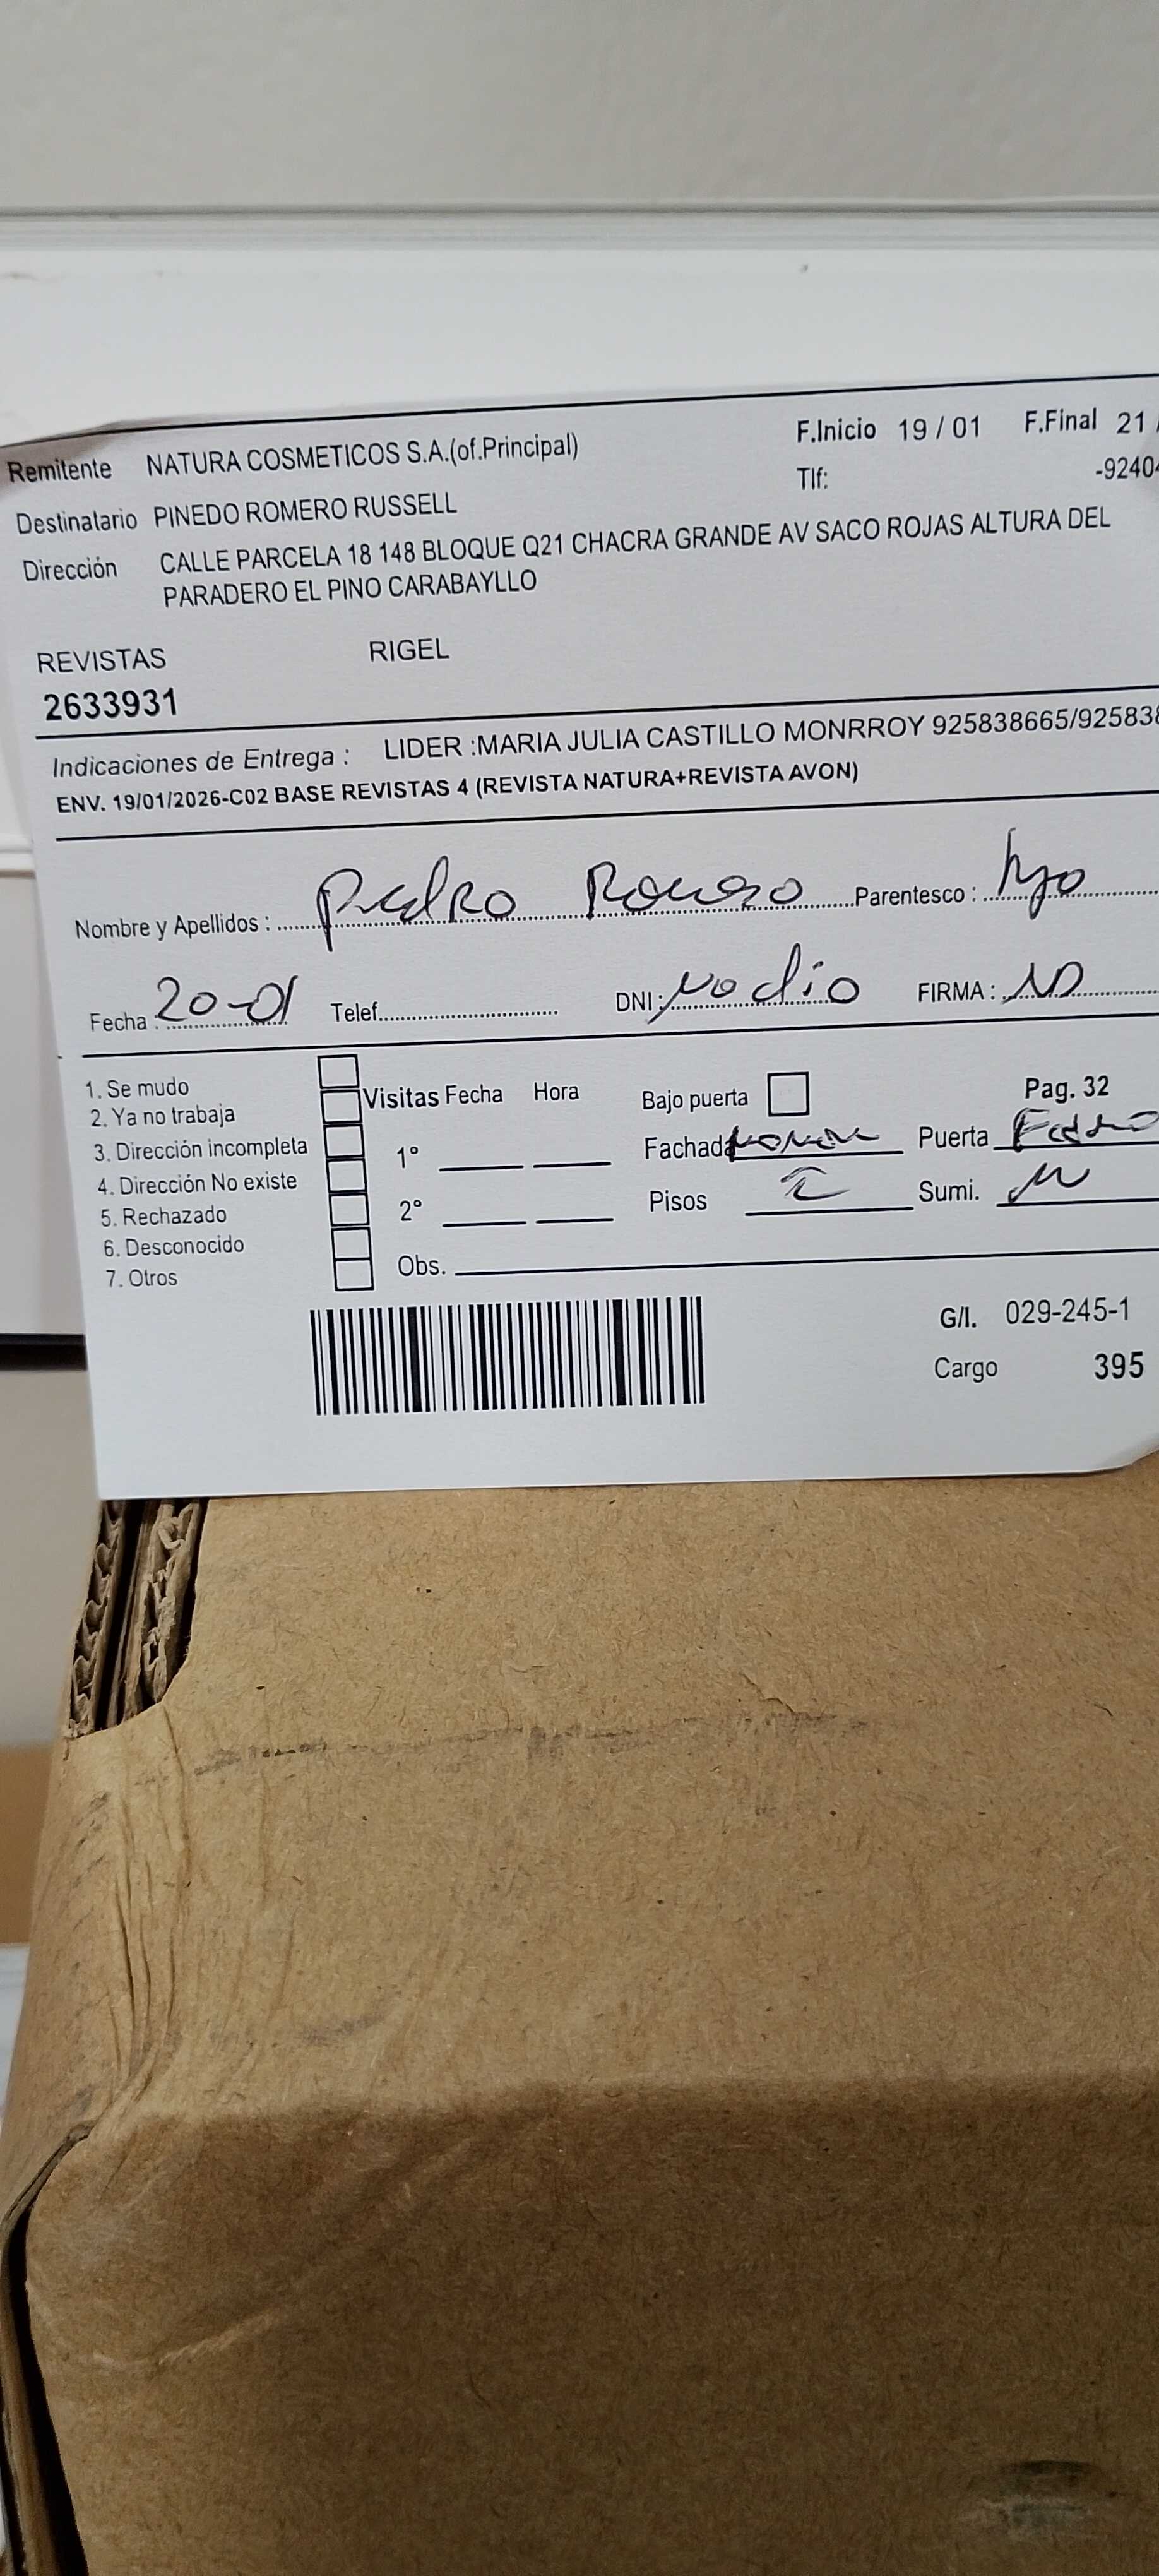 Remitente NATURA COSMETICOS S.A.(of.Principal) F.Inicio 19 / 01 F.Final 21 /
Tlf: -9240
Destinatario PINEDO ROMERO RUSSELL
Dirección CALLE PARCELA 18 148 BLOQUE Q21 CHACRA GRANDE AV SACO ROJAS ALTURA DEL
PARADERO EL PINO CARABAYLLO
REVISTAS RIGEL
2633931
Indicaciones de Entrega : LIDER :MARIA JULIA CASTILLO MONRROY 925838665/92583
ENV. 19/01/2026-C02 BASE REVISTAS 4 (REVISTA NATURA+REVISTA AVON)
Nombre y Apellidos : Pedro Romero Parentesco : hijo
Fecha : 20-01 Telef. DNI: No dio FIRMA :
1. Se mudo
2. Ya no trabaja
3. Dirección incompleta
4. Dirección No existe
5. Rechazado
6. Desconocido
7. Otros
Visitas Fecha Hora
1°
2°
Obs.
Bajo puerta Pag. 32
Fachada Puerta
Pisos 2 Sumi.
G/I. 029-245-1
Cargo 395